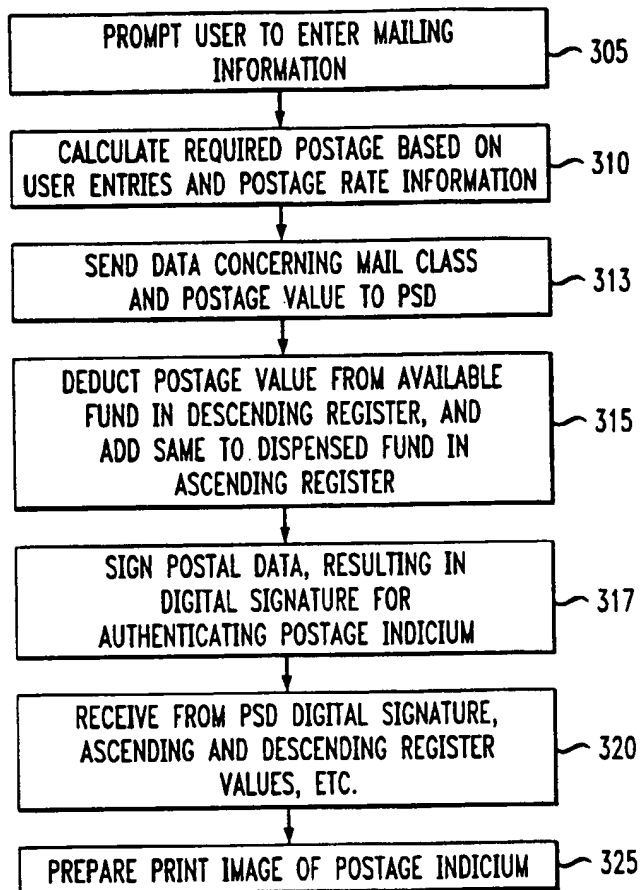 PROMPT USER TO ENTER MAILING
INFORMATION
305
CALCULATE REQUIRED POSTAGE BASED ON
USER ENTRIES AND POSTAGE RATE INFORMATION
310
SEND DATA CONCERNING MAIL CLASS
AND POSTAGE VALUE TO PSD
313
DEDUCT POSTAGE VALUE FROM AVAILABLE
FUND IN DESCENDING REGISTER, AND
ADD SAME TO DISPENSED FUND IN
ASCENDING REGISTER
315
SIGN POSTAL DATA, RESULTING IN
DIGITAL SIGNATURE FOR
AUTHENTICATING POSTAGE INDICIUM
317
RECEIVE FROM PSD DIGITAL SIGNATURE,
ASCENDING AND DESCENDING REGISTER
VALUES, ETC.
320
PREPARE PRINT IMAGE OF POSTAGE INDICIUM
325